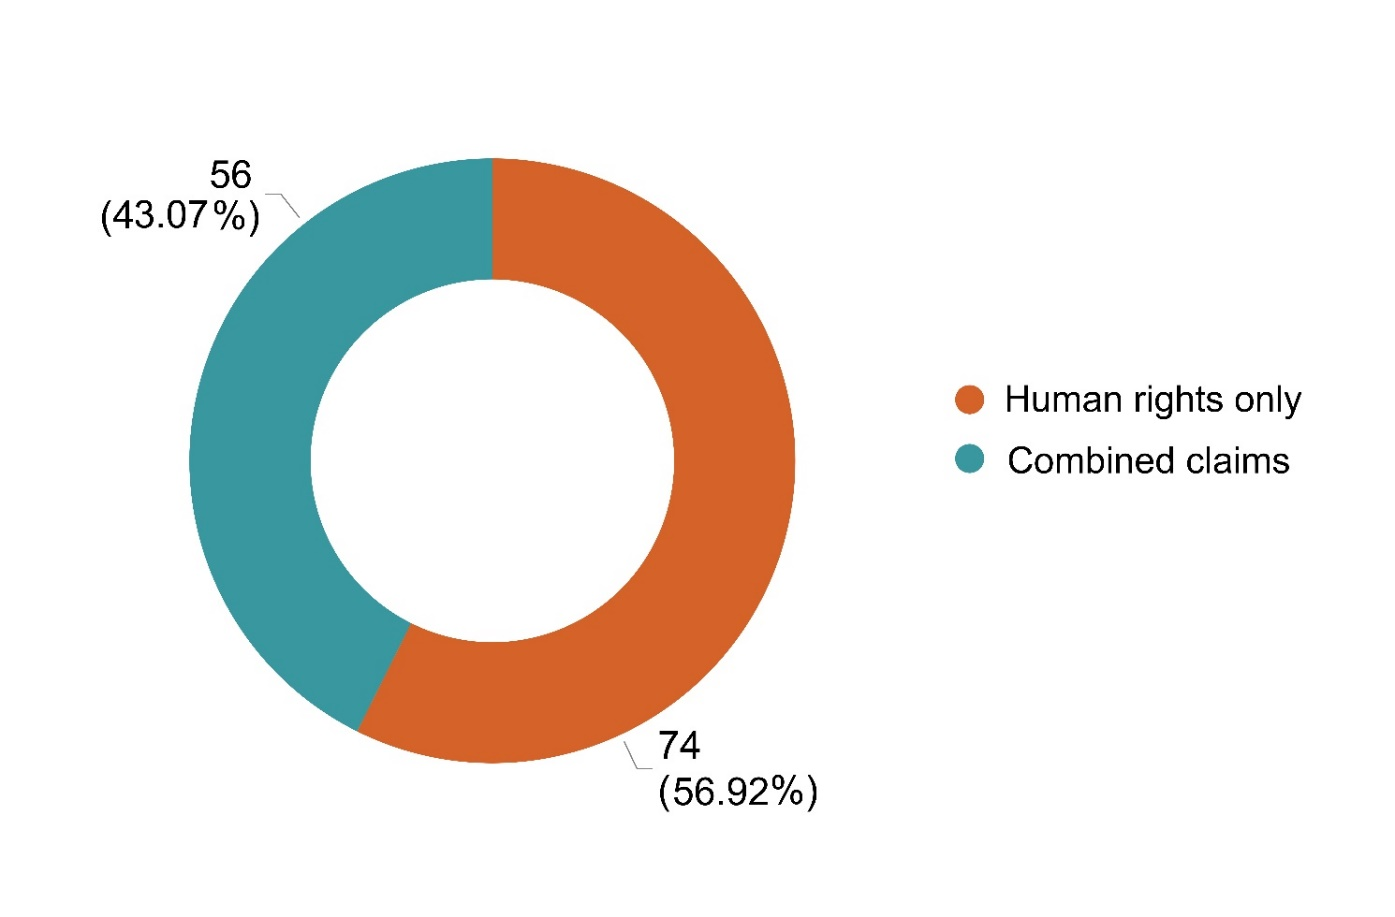 56
(43.07%)
Human rights only
Combined claims
74
(56.92%)